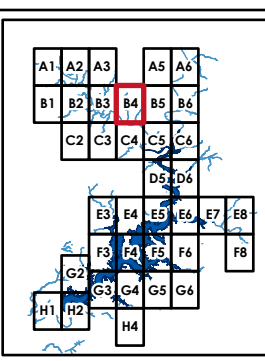 A1 A2 A3 A5 A6
B1 B2 B3 B4 B5 B6
C2 C3 C4 C5 C6
D5 D6
E3 E4 E5 E6 E7 E8
F3 F4 F5 F6 F8
G2
G3 G4 G5 G6
H1 H2
H4